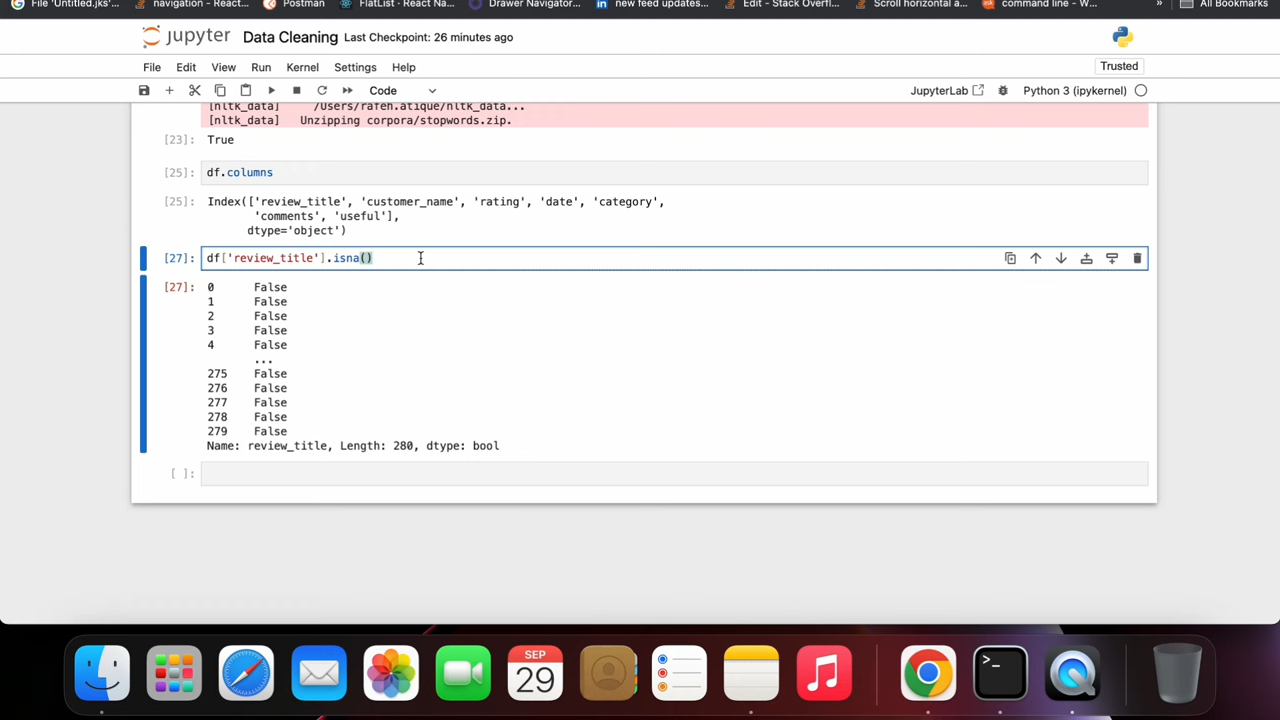 File 'Untitled.jks'... navigation - React... Postman FlatList · React Na... Drawer Navigator... new feed updates... Edit - Stack Overfl... Scroll horizontal a... command line - W... » All Bookmarks
jupyter Data Cleaning Last Checkpoint: 26 minutes ago
File Edit View Run Kernel Settings Help Trusted
Code JupyterLab Python 3 (ipykernel)
[nltk_data] /Users/rafeh.atique/nltk_data...
[nltk_data] Unzipping corpora/stopwords.zip.
[23]: True
[25]: df.columns
[25]: Index(['review_title', 'customer_name', 'rating', 'date', 'category',
'comments', 'useful'],
dtype='object')
[27]: df['review_title'].isna()
[27]: 0 False
1 False
2 False
3 False
4 False
...
275 False
276 False
277 False
278 False
279 False
Name: review_title, Length: 280, dtype: bool
[ ]:
SEP
29
>_